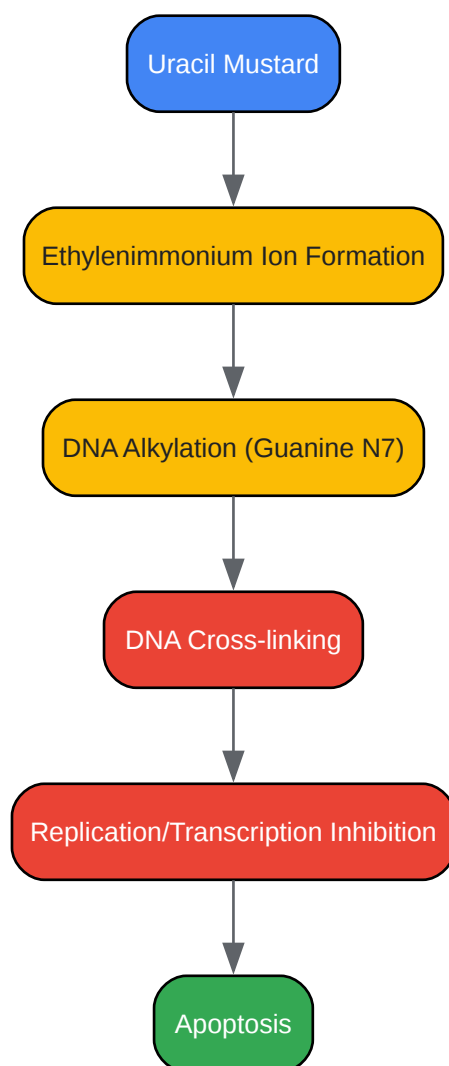 Uracil Mustard
Ethylenimmonium Ion Formation
DNA Alkylation (Guanine N7)
DNA Cross-linking
Replication/Transcription Inhibition
Apoptosis